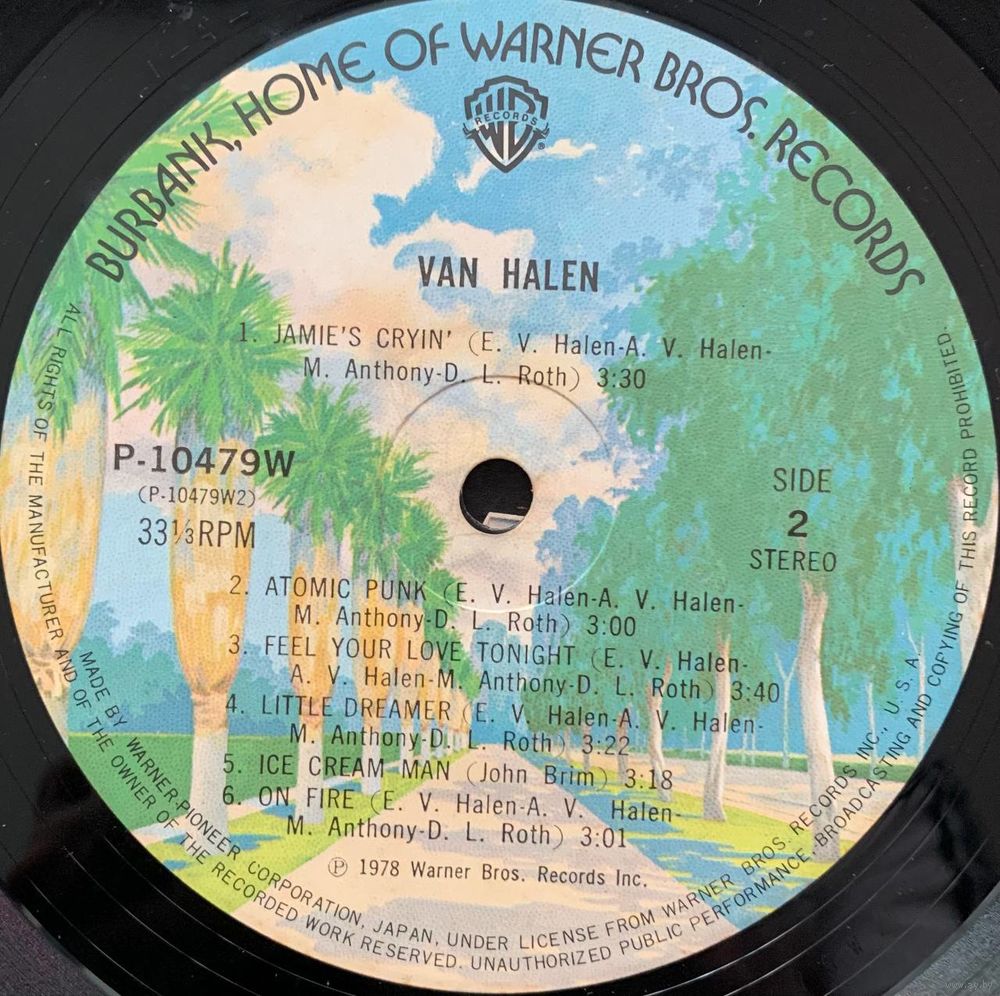 BURBANK, HOME OF WARNER BROS. RECORDS
W B
RECORDS
®
VAN HALEN
1. JAMIE'S CRYIN' (E. V. Halen-A. V. Halen-
M. Anthony-D. L. Roth) 3:30
P-10479W
(P-10479W2)
33⅓ RPM
SIDE
2
STEREO
2. ATOMIC PUNK (E. V. Halen-A. V. Halen-
M. Anthony-D. L. Roth) 3:00
3. FEEL YOUR LOVE TONIGHT (E. V. Halen-
A. V. Halen-M. Anthony-D. L. Roth) 3:40
4. LITTLE DREAMER (E. V. Halen-A. V. Halen-
M. Anthony-D. L. Roth) 3:22
5. ICE CREAM MAN (John Brim) 3:18
6. ON FIRE (E. V. Halen-A. V. Halen-
M. Anthony-D. L. Roth) 3:01
℗ 1978 Warner Bros. Records Inc.
MADE BY WARNER-PIONEER CORPORATION, JAPAN, UNDER LICENSE FROM WARNER BROS. RECORDS INC., U. S. A.
ALL RIGHTS OF THE MANUFACTURER AND OF THE OWNER OF THE RECORDED WORK RESERVED. UNAUTHORIZED PUBLIC PERFORMANCE. BROADCASTING AND COPYING OF THIS RECORD PROHIBITED.
www.ay.by